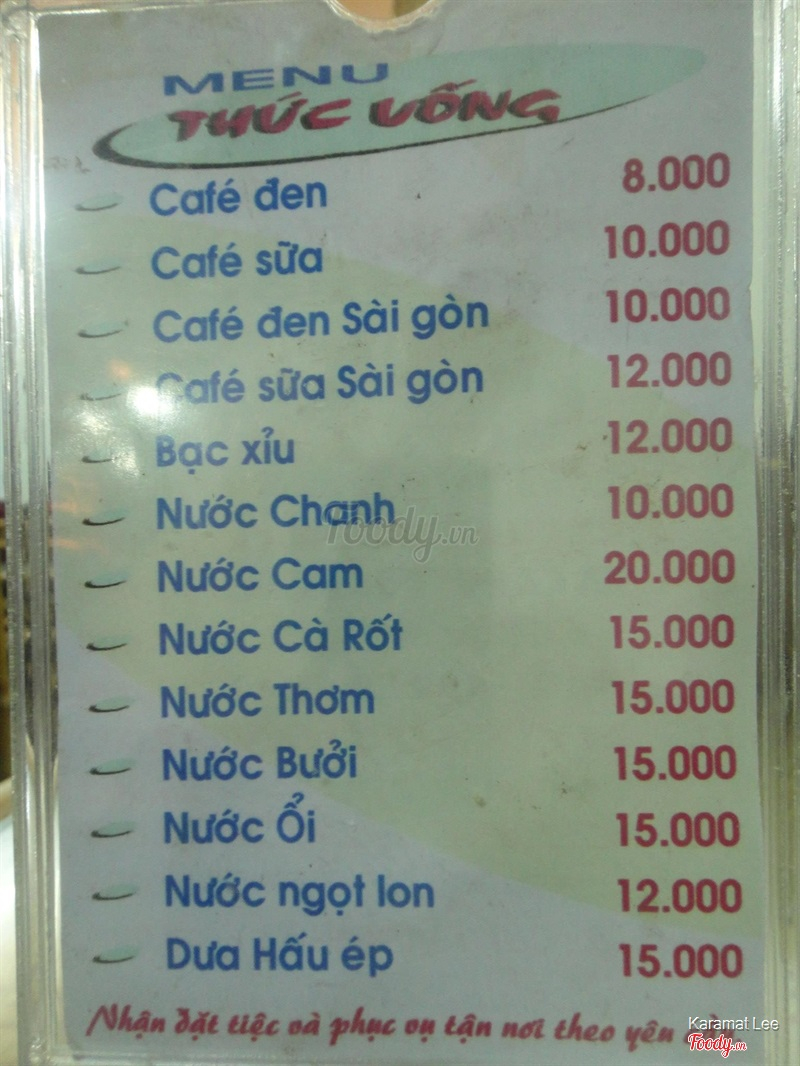 MENU
THỨC UỐNG
Café đen 8.000
Café sữa 10.000
Café đen Sài gòn 10.000
Café sữa Sài gòn 12.000
Bạc xỉu 12.000
Nước Chanh 10.000
Foody.vn
Nước Cam 20.000
Nước Cà Rốt 15.000
Nước Thơm 15.000
Nước Bưởi 15.000
Nước Ổi 15.000
Nước ngọt lon 12.000
Dưa Hấu ép 15.000
Nhận đặt tiệc và phục vụ tận nơi theo yêu
Karamat Lee
Foody.vn